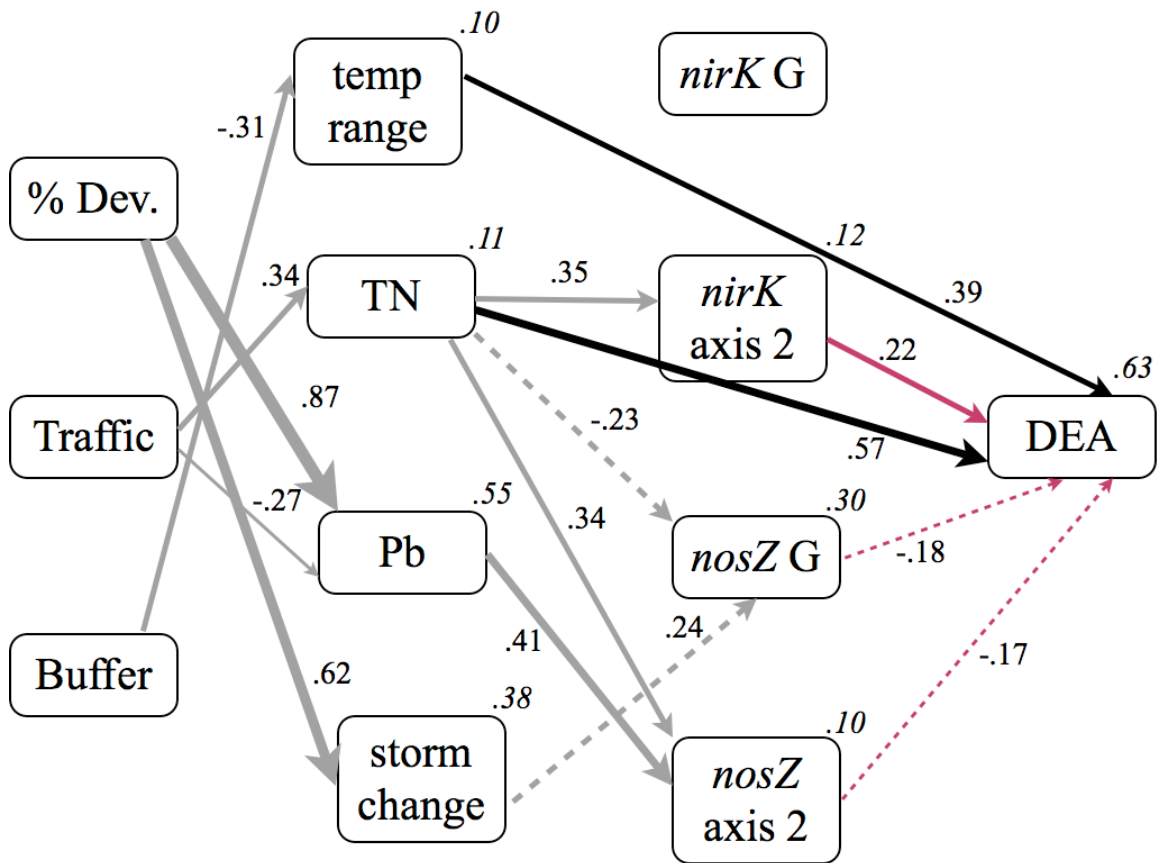 .10
temp
range
nirK G
-.31
% Dev.
.34
.11
TN
.35
.12
nirK
axis 2
.39
.22
.63
DEA
.87
Traffic
-.23
.57
-.27
.55
Pb
.34
.30
nosZ G
-.18
Buffer
.62
.41
.24
-.17
.38
storm
change
.10
nosZ
axis 2